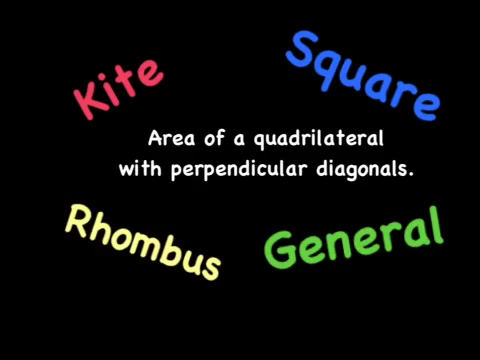 Kite
Square
Area of a quadrilateral
with perpendicular diagonals.
Rhombus
General